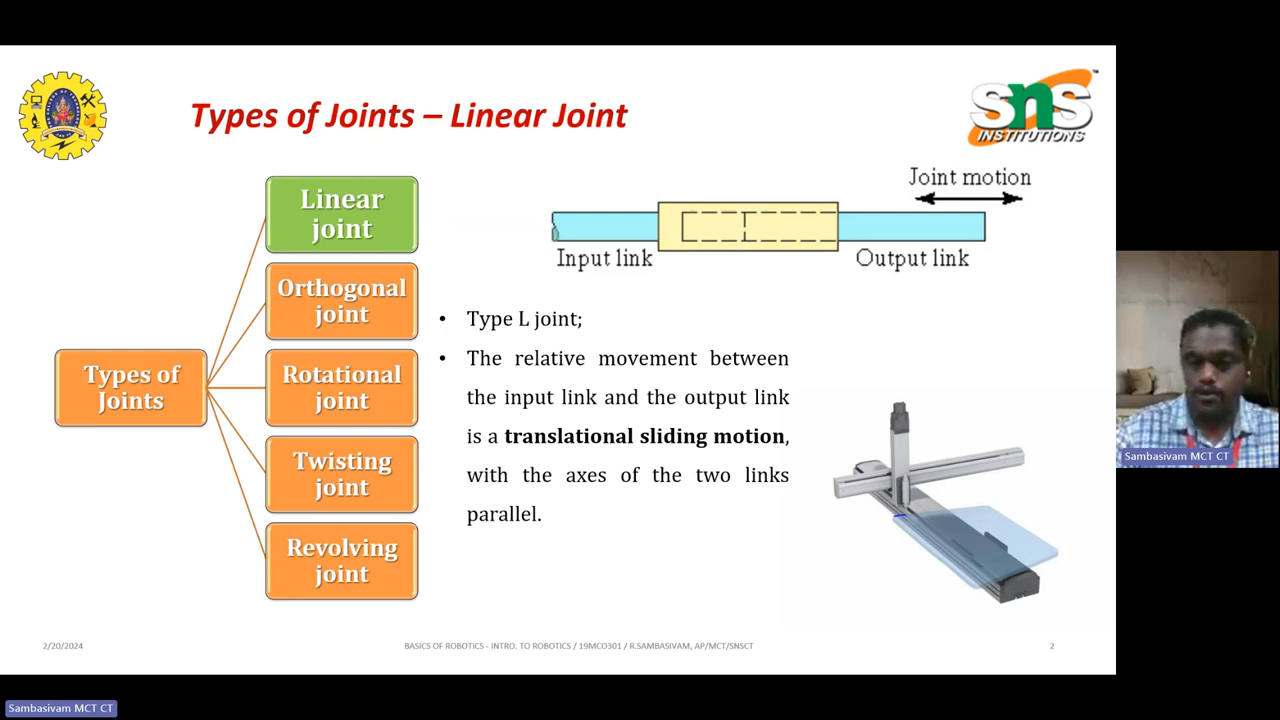 Types of Joints – Linear Joint
SNS
INSTITUTIONS
Linear
joint
Orthogonal
joint
Types of
Joints
Rotational
joint
Twisting
joint
Revolving
joint
Joint motion
Input link
Output link
• Type L joint;
• The relative movement between
the input link and the output link
is a translational sliding motion,
with the axes of the two links
parallel.
2/20/2024
BASICS OF ROBOTICS - INTRO. TO ROBOTICS / 19MCO301 / R.SAMBASIVAM, AP/MCT/SNSCT
2
Sambasivam MCT CT
Sambasivam MCT CT